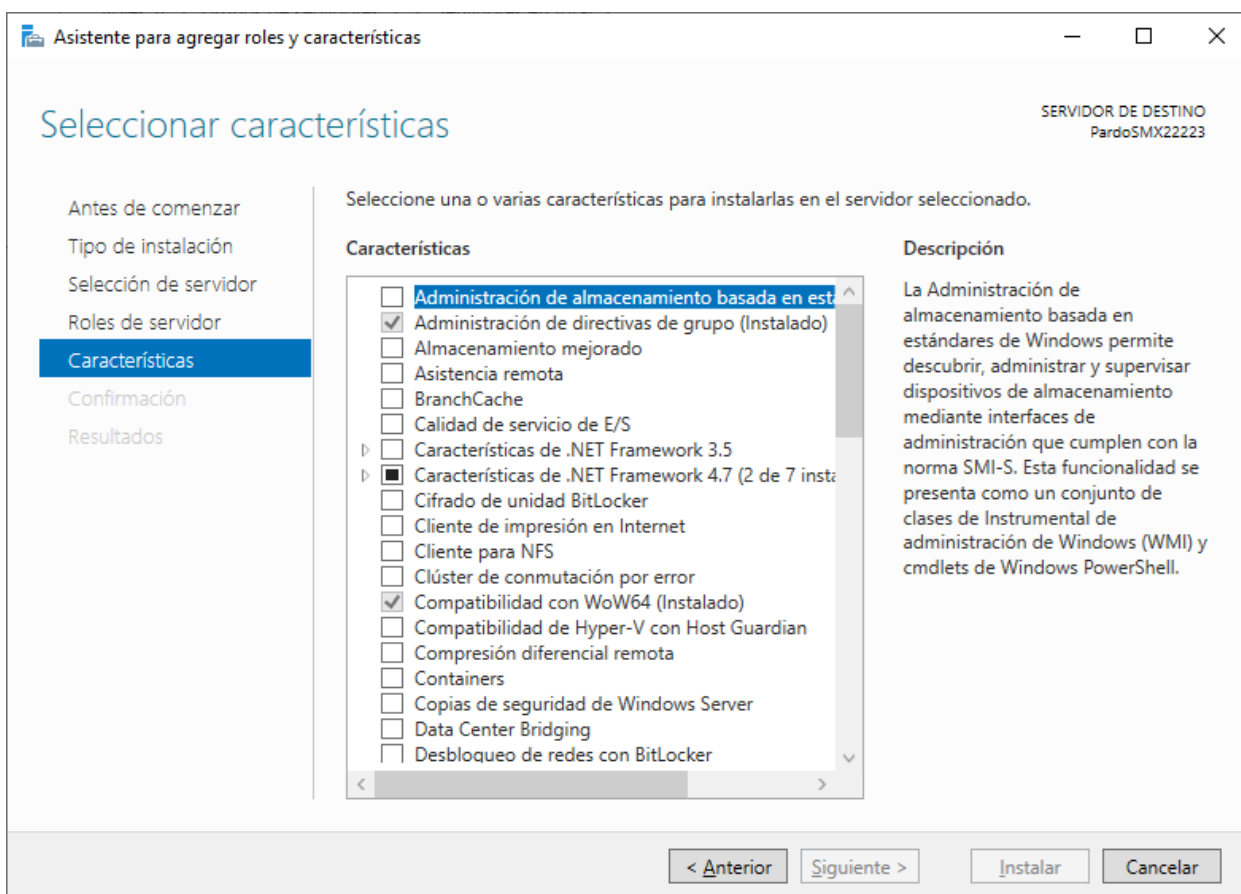 Asistente para agregar roles y características
Seleccionar características
SERVIDOR DE DESTINO
PardoSMX22223
Antes de comenzar
Tipo de instalación
Selección de servidor
Roles de servidor
Características
Confirmación
Resultados
Seleccione una o varias características para instalarlas en el servidor seleccionado.
Características
Administración de almacenamiento basada en está
Administración de directivas de grupo (Instalado)
Almacenamiento mejorado
Asistencia remota
BranchCache
Calidad de servicio de E/S
Características de .NET Framework 3.5
Características de .NET Framework 4.7 (2 de 7 insta
Cifrado de unidad BitLocker
Cliente de impresión en Internet
Cliente para NFS
Clúster de conmutación por error
Compatibilidad con WoW64 (Instalado)
Compatibilidad de Hyper-V con Host Guardian
Compresión diferencial remota
Containers
Copias de seguridad de Windows Server
Data Center Bridging
Desbloqueo de redes con BitLocker
Descripción
La Administración de
almacenamiento basada en
estándares de Windows permite
descubrir, administrar y supervisar
dispositivos de almacenamiento
mediante interfaces de
administración que cumplen con la
norma SMI-S. Esta funcionalidad se
presenta como un conjunto de
clases de Instrumental de
administración de Windows (WMI) y
cmdlets de Windows PowerShell.
< Anterior
Siguiente >
Instalar
Cancelar